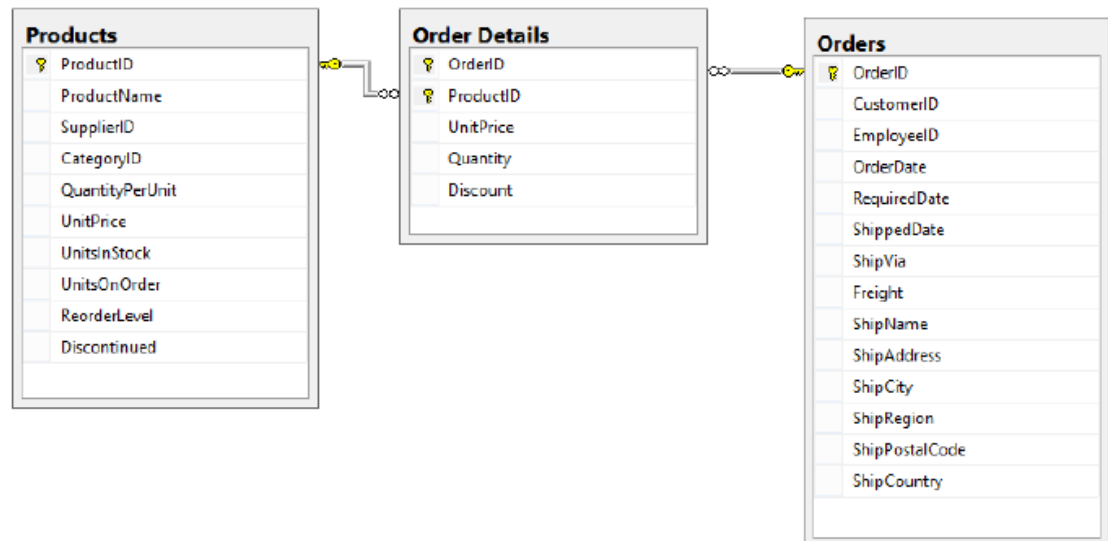 Products
ProductID
ProductName
SupplierID
CategoryID
QuantityPerUnit
UnitPrice
UnitsInStock
UnitsOnOrder
ReorderLevel
Discontinued
Order Details
OrderID
ProductID
UnitPrice
Quantity
Discount
Orders
OrderID
CustomerID
EmployeeID
OrderDate
RequiredDate
ShippedDate
ShipVia
Freight
ShipName
ShipAddress
ShipCity
ShipRegion
ShipPostalCode
ShipCountry